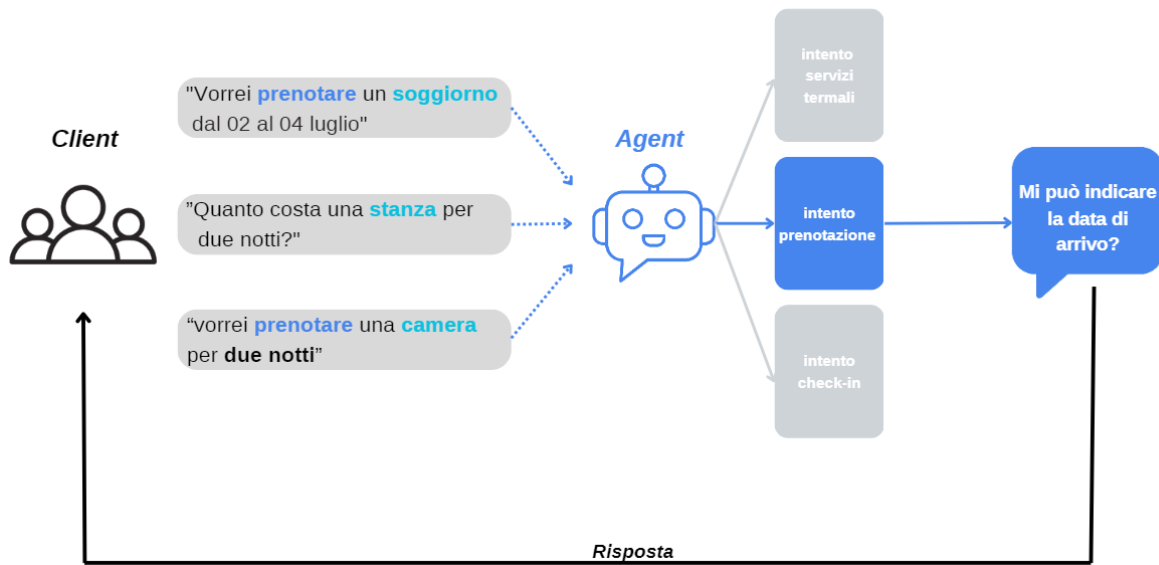 Client
"Vorrei prenotare un soggiorno
dal 02 al 04 luglio"
”Quanto costa una stanza per
due notti?"
“vorrei prenotare una camera
per due notti”
Agent
intento
servizi
termali
intento
prenotazione
intento
check-in
Mi può indicare
la data di
arrivo?
Risposta